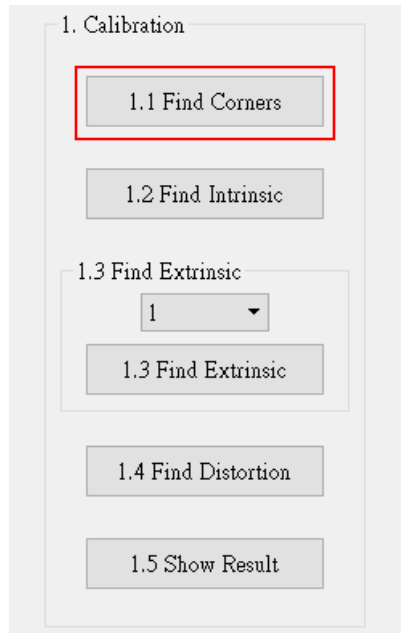 1. Calibration
1.1 Find Corners
1.2 Find Intrinsic
1.3 Find Extrinsic
1
1.3 Find Extrinsic
1.4 Find Distortion
1.5 Show Result